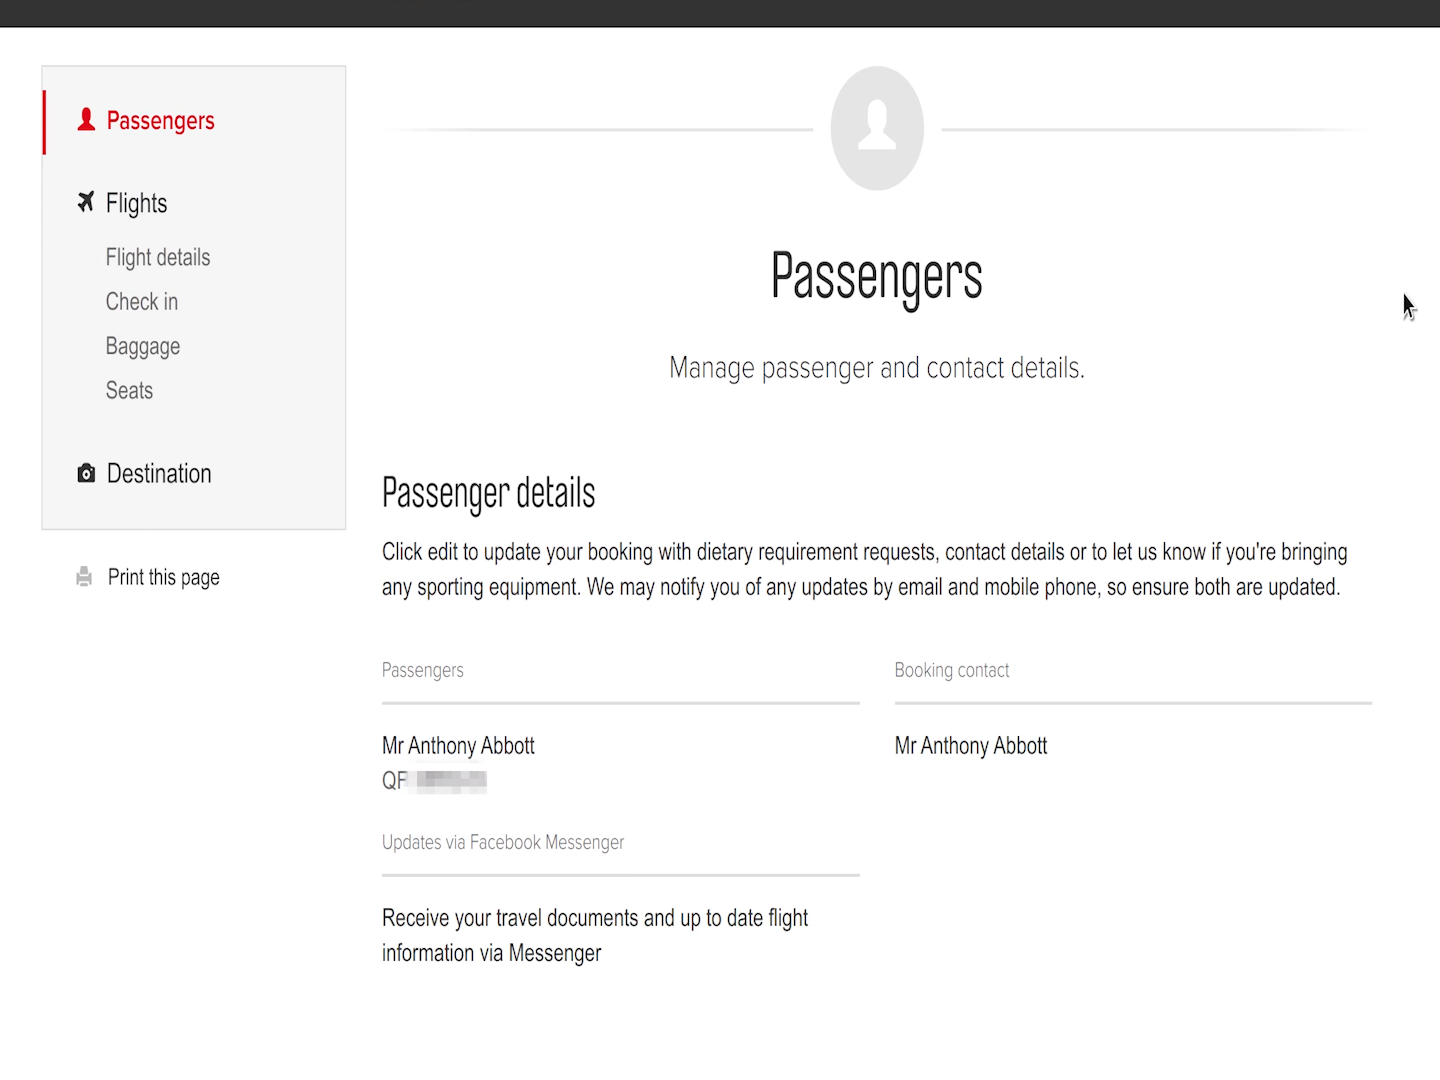 Passengers
Flights
Flight details
Check in
Baggage
Seats
Destination
Print this page
Passengers
Manage passenger and contact details.
Passenger details
Click edit to update your booking with dietary requirement requests, contact details or to let us know if you're bringing
any sporting equipment. We may notify you of any updates by email and mobile phone, so ensure both are updated.
Passengers
Mr Anthony Abbott
QF
Booking contact
Mr Anthony Abbott
Updates via Facebook Messenger
Receive your travel documents and up to date flight
information via Messenger